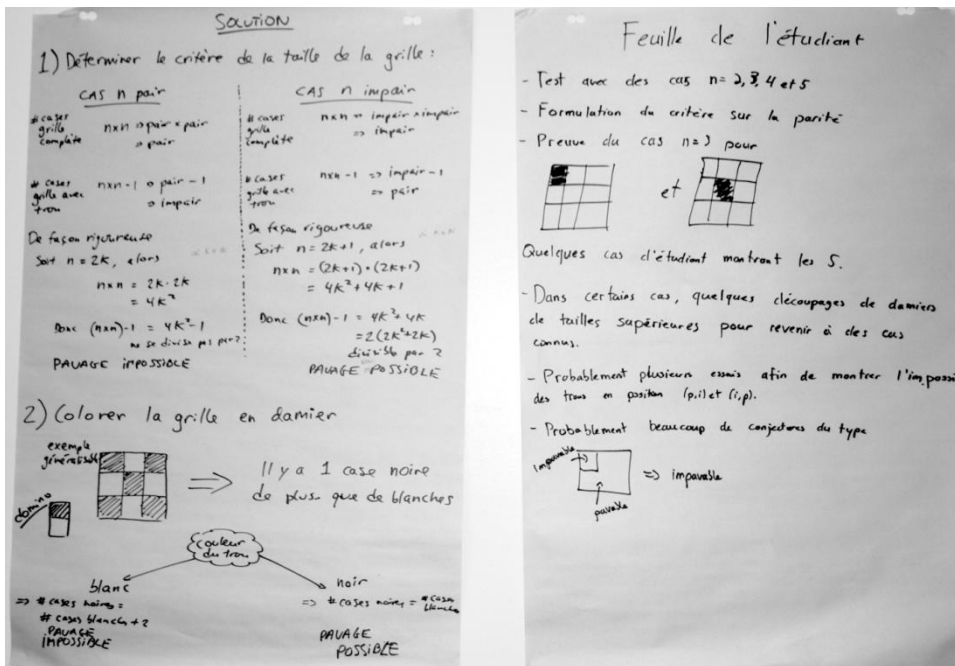 SOLUTION
1) Déterminer le critère de la taille de la grille :
CAS n pair
# cases
grille
complète
n×n ⇒ pair × pair
⇒ pair
# cases
grille avec
trou
n×n - 1 ⇒ pair - 1
⇒ impair
De façon rigoureuse
Soit n = 2k, alors
n×n = 2k · 2k
= 4k²
Donc (n×n) - 1 = 4k² - 1
ne se divise pas par 2
PAVAGE IMPOSSIBLE
CAS n impair
# cases
grille
complète
n×n ⇒ impair × impair
⇒ impair
# cases
grille avec
trou
n×n - 1 ⇒ impair - 1
⇒ pair
De façon rigoureuse
Soit n = 2k+1, alors
n×n = (2k+1) · (2k+1)
= 4k² + 4k + 1
Donc (n×n) - 1 = 4k² + 4k
= 2(2k²+2k)
divisible par 2
PAVAGE POSSIBLE
2) Colorer la grille en damier
exemple
généralisable
domino
Il y a 1 case noire
de plus que de blanches
couleur
du trou
blanc
⇒ # cases noires =
# cases blanches + 2
PAVAGE
IMPOSSIBLE
noir
⇒ # cases noires = # cases
blanches
PAVAGE
POSSIBLE
Feuille de l'étudiant
- Test avec des cas n = 2, 3, 4 et 5
- Formulation du critère sur la parité
- Preuve du cas n=3 pour
et
Quelques cas d'étudiant montront les 5.
- Dans certains cas, quelques découpages de damiers
de tailles supérieures pour revenir à des cas
connus.
- Probablement plusieurs essais afin de montrer l'impossi
des trous en position (p,i) et (i,p).
- Probablement beaucoup de conjectures du type
impavable
pavable
⇒ impavable